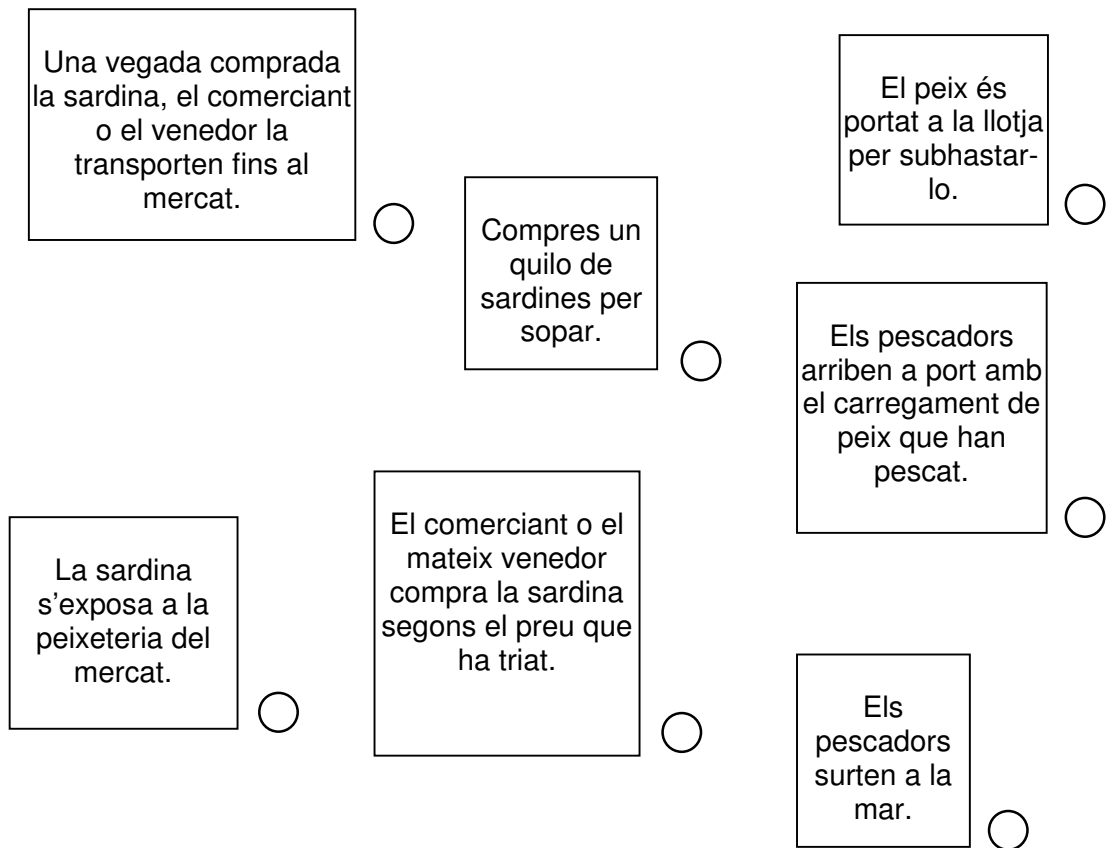 Una vegada comprada
la sardina, el comerciant
o el venedor la
transporten fins al
mercat.
El peix és
portat a la llotja
per subhastar-
lo.
Compres un
quilo de
sardines per
sopar.
Els pescadors
arriben a port amb
el carregament de
peix que han
pescat.
La sardina
s'exposa a la
peixeteria del
mercat.
El comerciant o el
mateix venedor
compra la sardina
segons el preu que
ha triat.
Els
pescadors
surten a la
mar.